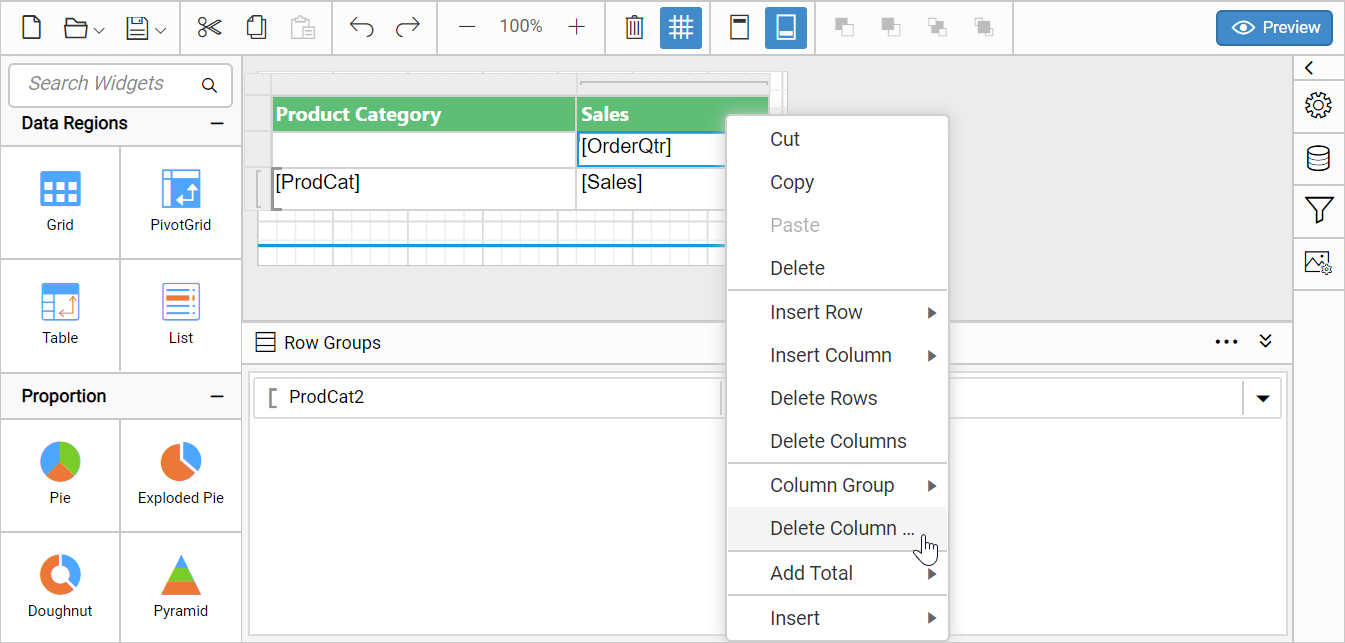 100%
Preview
Search Widgets
Data Regions
Grid
PivotGrid
Table
List
Proportion
Pie
Exploded Pie
Doughnut
Pyramid
Product Category
Sales
[OrderQtr]
[ProdCat]
[Sales]
Row Groups
ProdCat2
Cut
Copy
Paste
Delete
Insert Row
Insert Column
Delete Rows
Delete Columns
Column Group
Delete Column ...
Add Total
Insert